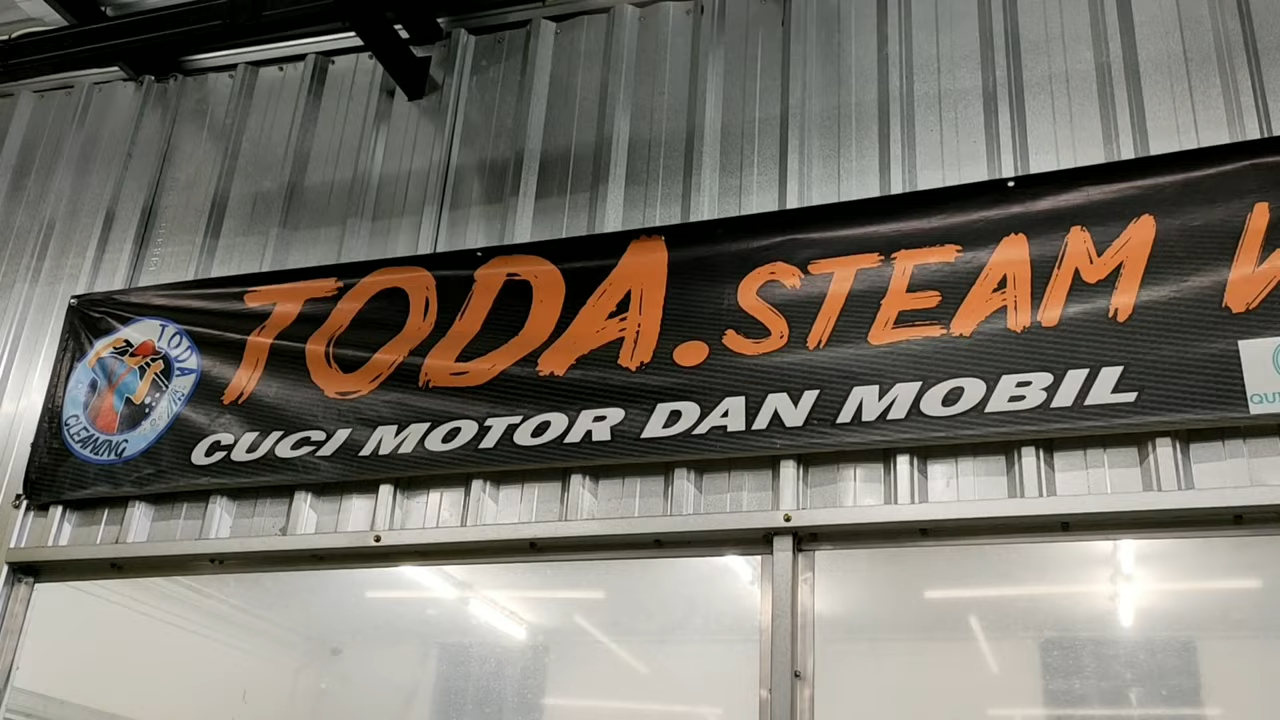 TODA.STEAM
CUCI MOTOR DAN MOBIL
TODA
CLEANING